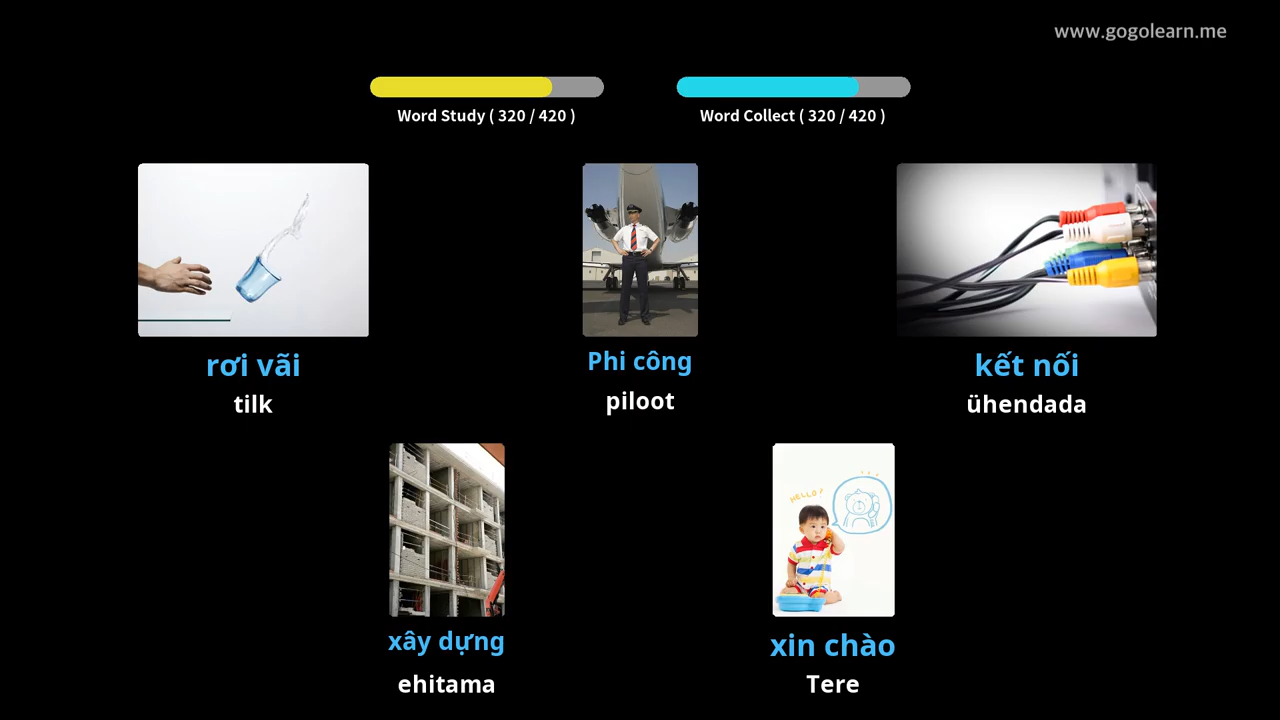 www.gogolearn.me
Word Study ( 320 / 420 )
Word Collect ( 320 / 420 )
rơi vãi
tilk
Phi công
piloot
kết nối
ühendada
HELLO?
xây dựng
ehitama
xin chào
Tere